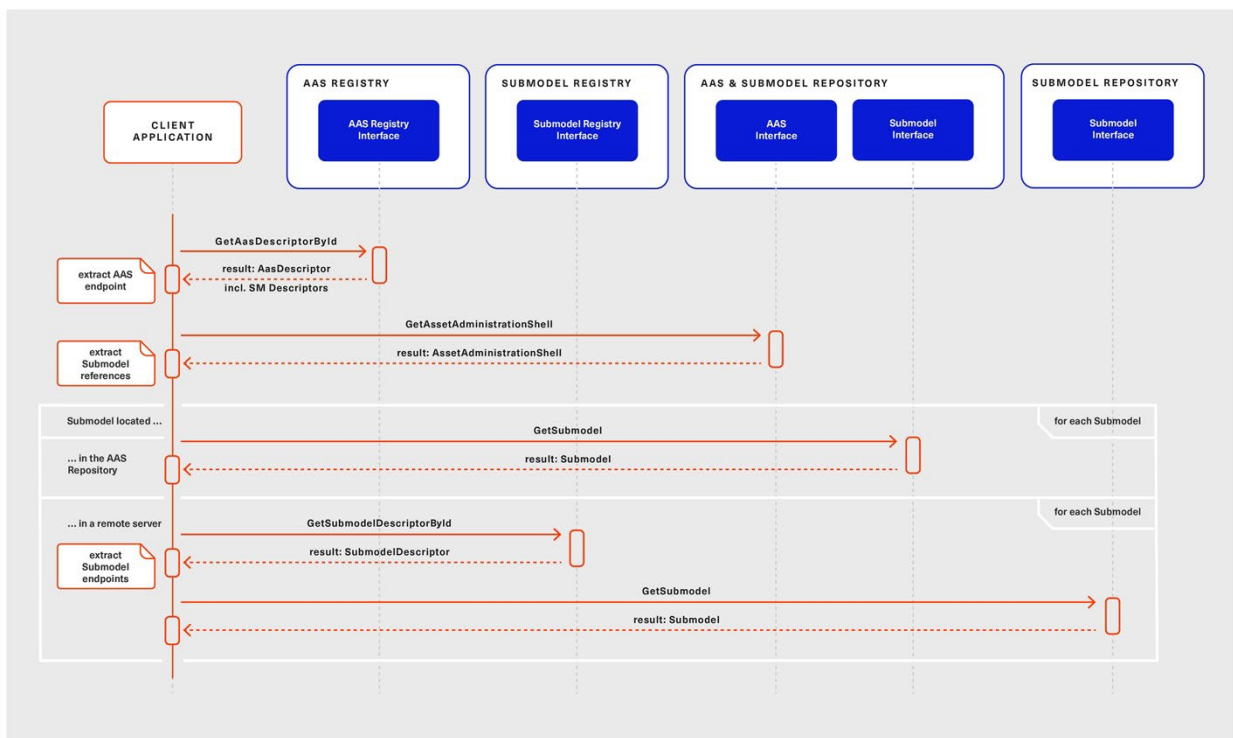 AAS REGISTRY
SUBMODEL REGISTRY
AAS & SUBMODEL REPOSITORY
SUBMODEL REPOSITORY
CLIENT
APPLICATION
AAS Registry
Interface
Submodel Registry
Interface
AAS
Interface
Submodel
Interface
Submodel
Interface
GetAasDescriptorById
extract AAS
endpoint
result: AasDescriptor
incl. SM Descriptors
GetAssetAdministrationShell
extract
Submodel
references
result: AssetAdministrationShell
Submodel located ...
for each Submodel
GetSubmodel
... in the AAS
Repository
result: Submodel
... in a remote server
for each Submodel
GetSubmodelDescriptorById
extract
Submodel
endpoints
result: SubmodelDescriptor
GetSubmodel
result: Submodel